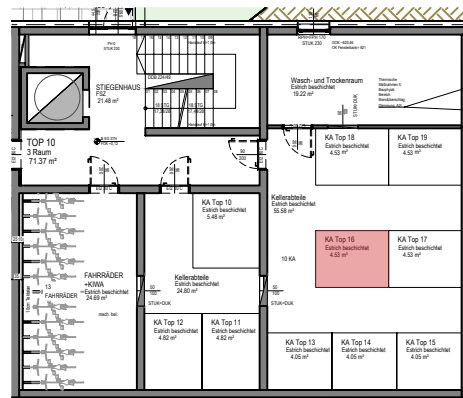 STIEGENHAUS
FSZ
21.48 m²
Wasch- und Trockenraum
Estrich beschichtet
19.22 m²
TOP 10
3 Raum
71.37 m²
KA Top 18
Estrich beschichtet
4.53 m²
KA Top 19
Estrich beschichtet
4.53 m²
Kellerabteile
Estrich beschichtet
55.58 m²
KA Top 10
Estrich beschichtet
5.48 m²
KA Top 16
Estrich beschichtet
4.53 m²
KA Top 17
Estrich beschichtet
4.53 m²
10 KA
FAHRRÄDER
+KIWA
Estrich beschichtet
24.69 m²
mech. bel.
13
FAHRRÄDER
Kellerabteile
Estrich beschichtet
24.80 m²
STUK=DUK
STUK=DUK
KA Top 12
Estrich beschichtet
4.82 m²
KA Top 11
Estrich beschichtet
4.82 m²
KA Top 13
Estrich beschichtet
4.05 m²
KA Top 14
Estrich beschichtet
4.05 m²
KA Top 15
Estrich beschichtet
4.05 m²